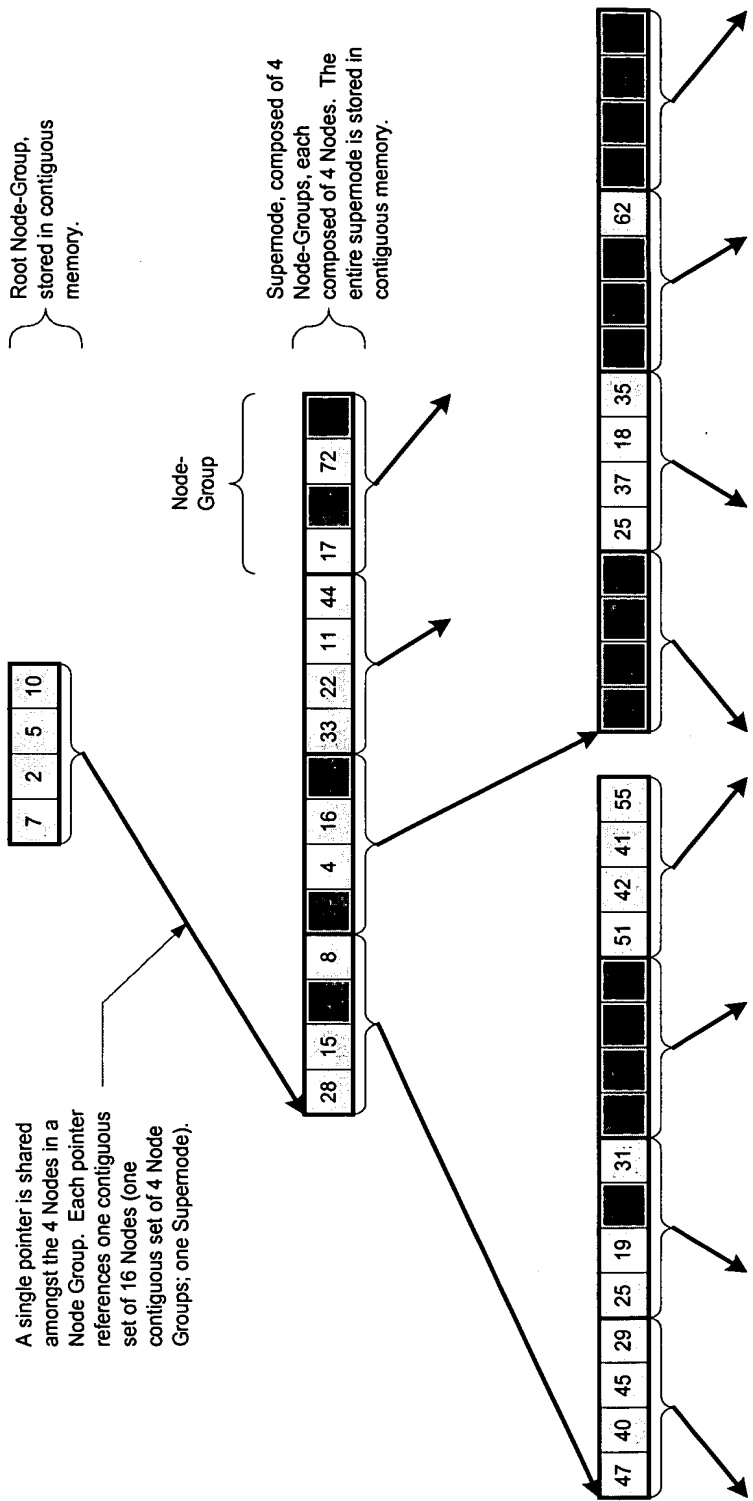 Root Node-Group,
stored in contiguous
memory.
A single pointer is shared
amongst the 4 Nodes in a
Node Group. Each pointer
references one contiguous
set of 16 Nodes (one
contiguous set of 4 Node
Groups; one Supernode).
7 2 5 10
Node-
Group
Supernode, composed of 4
Node-Groups, each
composed of 4 Nodes. The
entire supernode is stored in
contiguous memory.
28 15 8 4 16 33 22 11 44 17 72
47 40 45 29 25 19 31 51 42 41 55
25 37 18 35 62